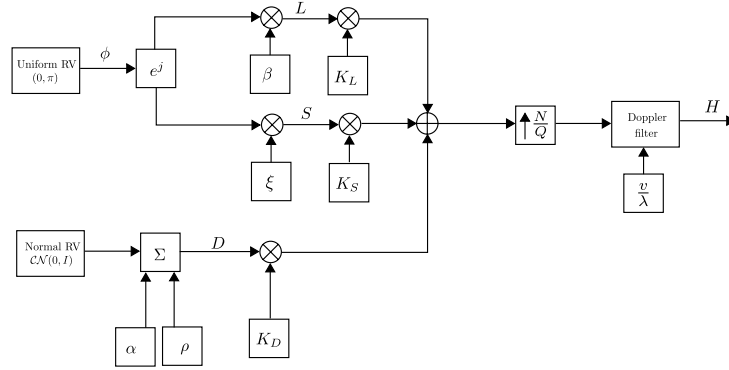 L
Uniform RV
(0, π)
ϕ
e^j
β
K_L
S
ξ
K_S
↑ N/Q
Doppler
filter
H
v/λ
Normal RV
𝒞𝒩(0, I)
Σ
D
α
ρ
K_D